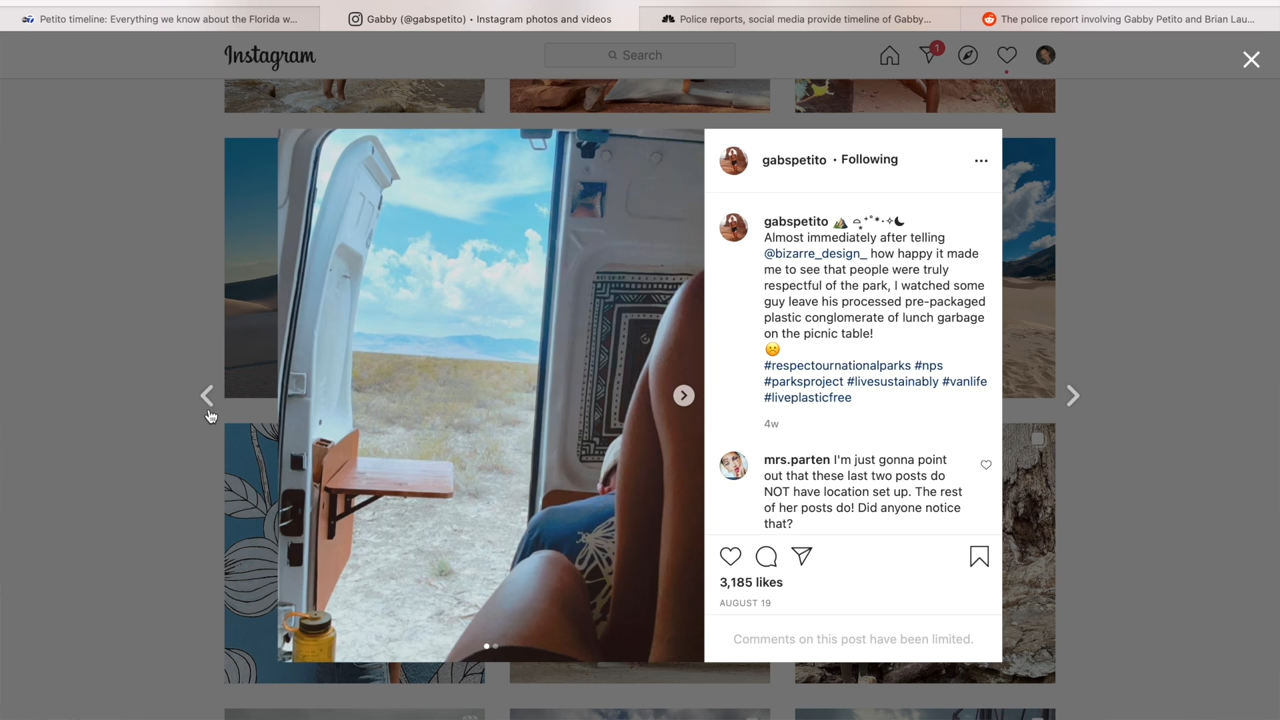 Petito timeline: Everything we know about the Florida w...
Gabby (@gabspetito) • Instagram photos and videos
Police reports, social media provide timeline of Gabby...
The police report involving Gabby Petito and Brian Lau...
Instagram
Search
1
gabspetito • Following
gabspetito
Almost immediately after telling
@bizarre_design_ how happy it made
me to see that people were truly
respectful of the park, I watched some
guy leave his processed pre-packaged
plastic conglomerate of lunch garbage
on the picnic table!
☹️
#respectournationalparks #nps
#parksproject #livesustainably #vanlife
#liveplasticfree
4w
mrs.parten I'm just gonna point
out that these last two posts do
NOT have location set up. The rest
of her posts do! Did anyone notice
that?
3,185 likes
AUGUST 19
Comments on this post have been limited.